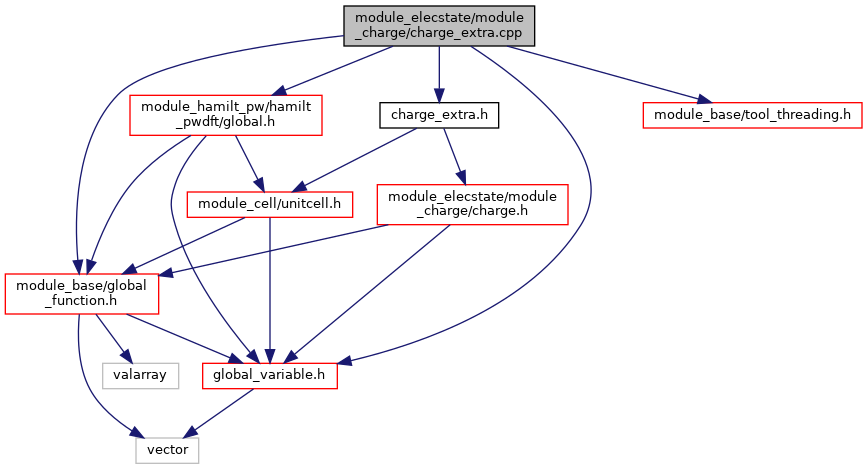 module_elecstate/module
_charge/charge_extra.cpp
module_hamilt_pw/hamilt
_pwdft/global.h
charge_extra.h
module_base/tool_threading.h
module_cell/unitcell.h
module_elecstate/module
_charge/charge.h
module_base/global
_function.h
valarray
global_variable.h
vector